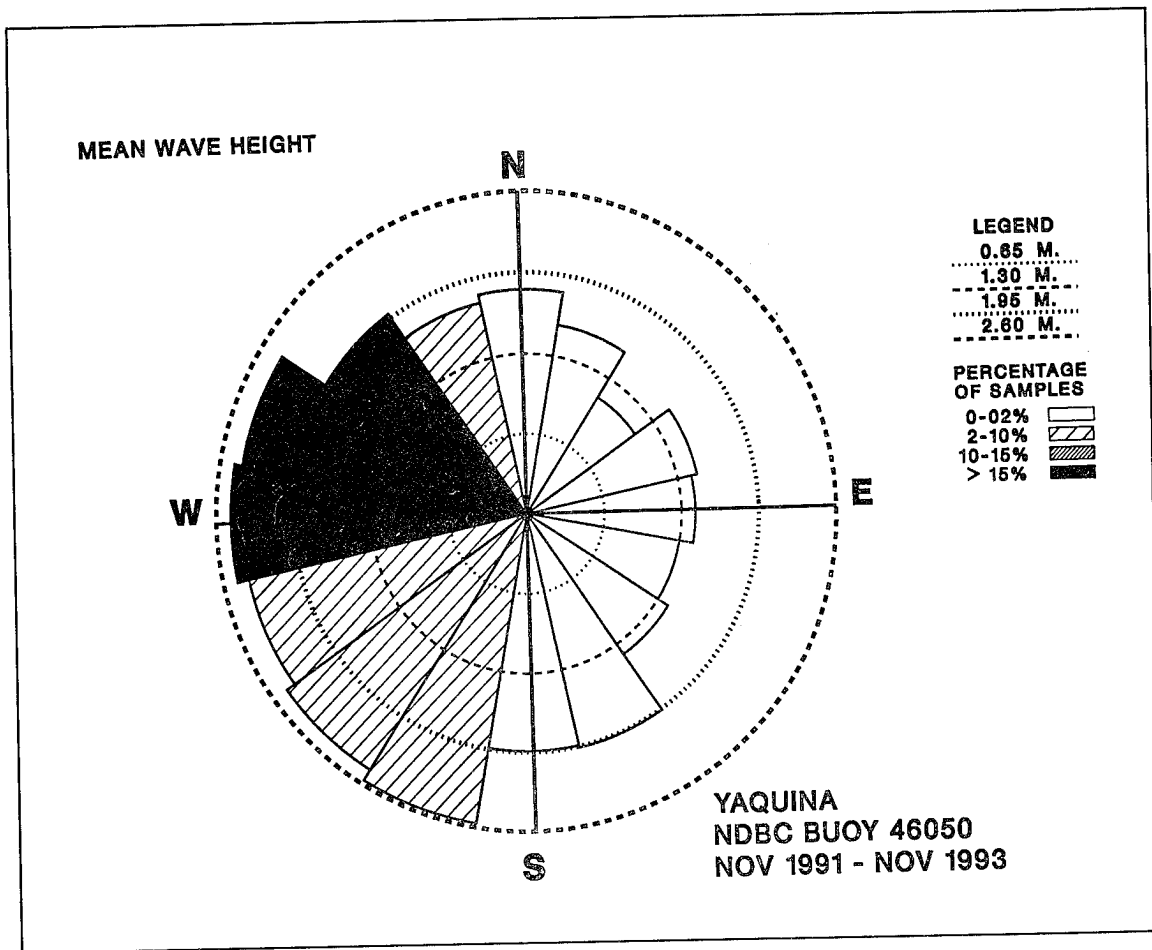 MEAN WAVE HEIGHT
N
LEGEND
0.65 M.
1.30 M.
1.95 M.
2.60 M.
PERCENTAGE
OF SAMPLES
0-02%
2-10%
10-15%
> 15%
W
E
S
YAQUINA
NDBC BUOY 46050
NOV 1991 - NOV 1993